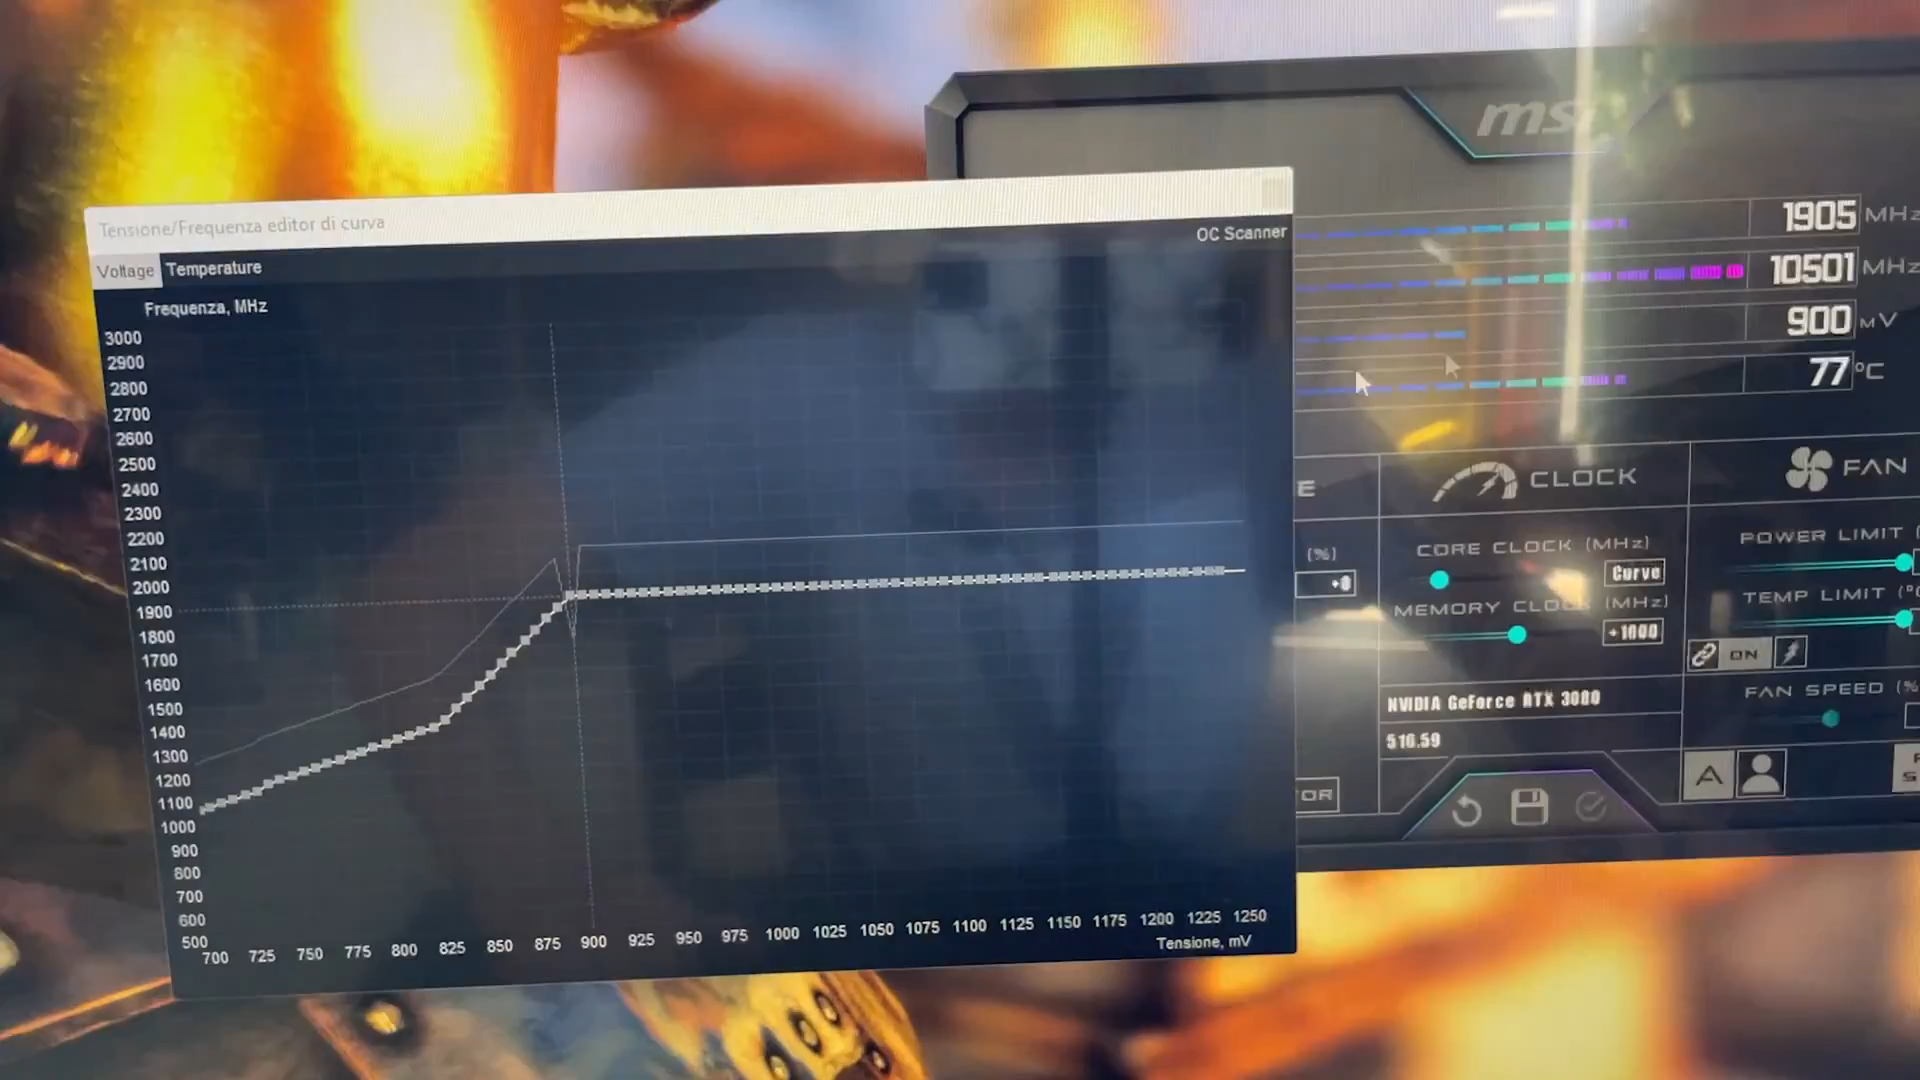 msi
Tensione/Frequenza editor di curva
OC Scanner
Voltage Temperature
Frequenza, MHz
3000
2900
2800
2700
2600
2500
2400
2300
2200
2100
2000
1900
1800
1700
1600
1500
1400
1300
1200
1100
1000
900
800
700
600
500
700 725 750 775 800 825 850 875 900 925 950 975 1000 1025 1050 1075 1100 1125 1150 1175 1200 1225 1250
Tensione, mV
1905 MHz
10501 MHz
900 mV
77 °C
E
CLOCK
FAN
(%)
+0
CORE CLOCK (MHz)
Curve
MEMORY CLOCK (MHz)
+1000
POWER LIMIT (
TEMP LIMIT (°
ON
FAN SPEED (%
NVIDIA GeForce RTX 3080
516.59
TOR
A